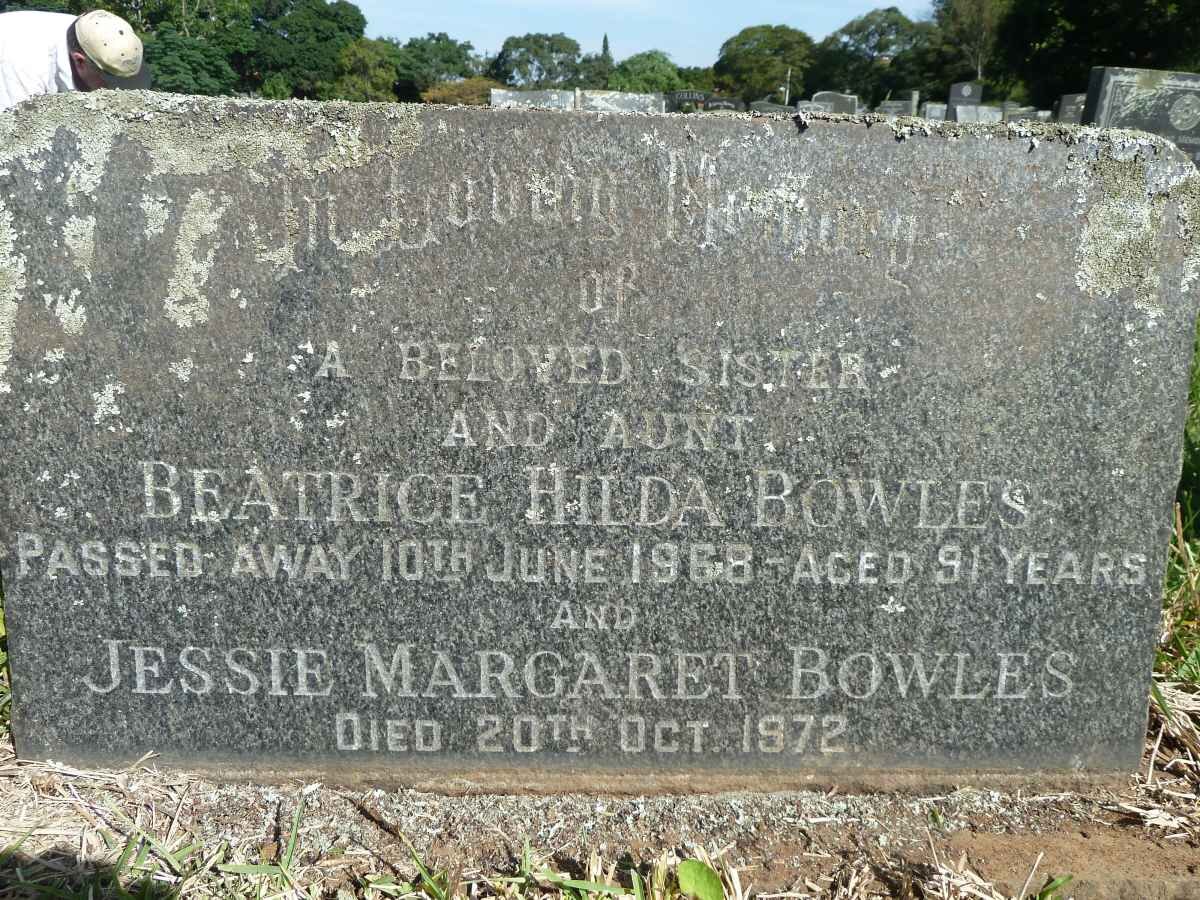 In Loving Memory
of
A BELOVED SISTER
AND AUNT
BEATRICE HILDA BOWLES
PASSED AWAY 10TH JUNE 1968 - AGED 91 YEARS
AND
JESSIE MARGARET BOWLES
DIED 20TH OCT. 1972